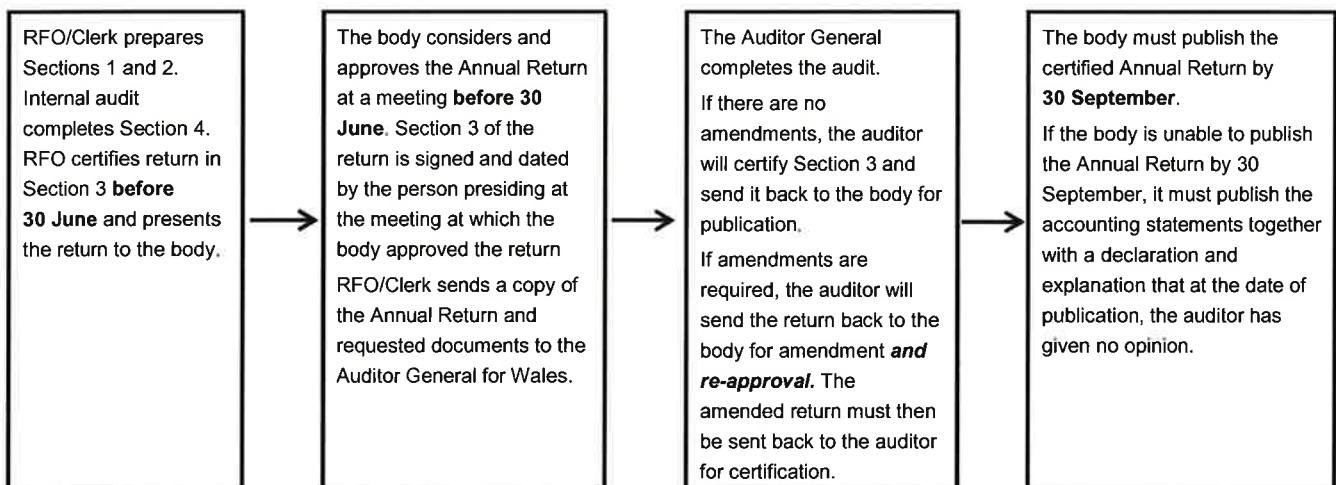 RFO/Clerk prepares
Sections 1 and 2.
Internal audit
completes Section 4.
RFO certifies return in
Section 3 before
30 June and presents
the return to the body.
The body considers and
approves the Annual Return
at a meeting before 30
June. Section 3 of the
return is signed and dated
by the person presiding at
the meeting at which the
body approved the return
RFO/Clerk sends a copy of
the Annual Return and
requested documents to the
Auditor General for Wales.
The Auditor General
completes the audit.
If there are no
amendments, the auditor
will certify Section 3 and
send it back to the body for
publication.
If amendments are
required, the auditor will
send the return back to the
body for amendment and
re-approval. The
amended return must then
be sent back to the auditor
for certification.
The body must publish the
certified Annual Return by
30 September.
If the body is unable to publish
the Annual Return by 30
September, it must publish the
accounting statements together
with a declaration and
explanation that at the date of
publication, the auditor has
given no opinion.